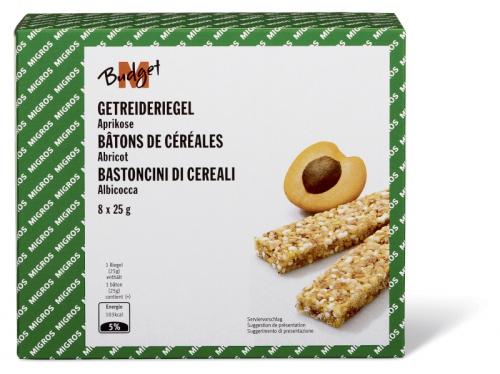 M
Budget
GETREIDERIEGEL
Aprikose
BÂTONS DE CÉRÉALES
Abricot
BASTONCINI DI CEREALI
Albicocca
8 x 25 g
1 Riegel
(25g)
enthält
1 bâton
(25g)
contient (+)
Energie
103kcal
5%
Serviervorschlag
Suggestion de présentation
Suggerimento di presentazione
MIGROS